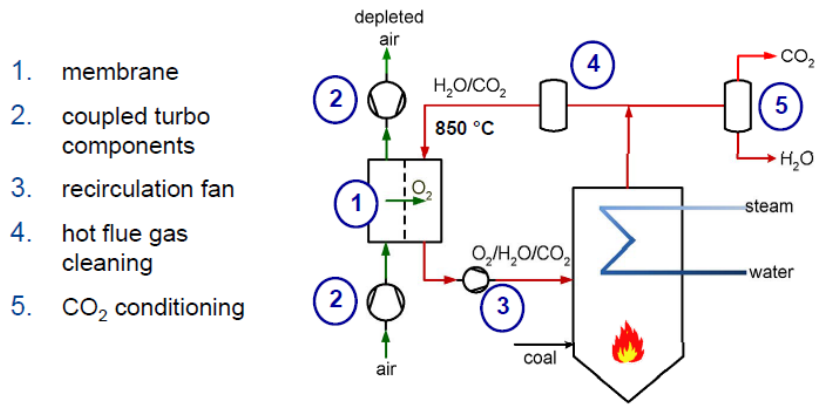 1. membrane
2. coupled turbo
components
3. recirculation fan
4. hot flue gas
cleaning
5. CO₂ conditioning
depleted
air
2
H₂O/CO₂
4
CO₂
5
850 °C
H₂O
1
O₂
steam
O₂/H₂O/CO₂
water
2
3
coal
air